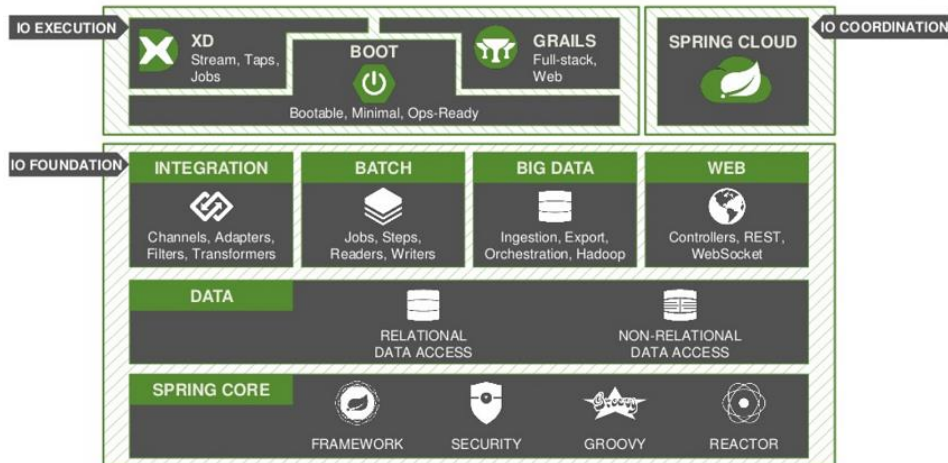 IO EXECUTION
XD
Stream, Taps,
Jobs
BOOT
Bootable, Minimal, Ops-Ready
GRAILS
Full-stack,
Web
SPRING CLOUD
IO COORDINATION
IO FOUNDATION
INTEGRATION
Channels, Adapters,
Filters, Transformers
BATCH
Jobs, Steps,
Readers, Writers
BIG DATA
Ingestion, Export,
Orchestration, Hadoop
WEB
Controllers, REST,
WebSocket
DATA
RELATIONAL
DATA ACCESS
NON-RELATIONAL
DATA ACCESS
SPRING CORE
FRAMEWORK
SECURITY
Groovy
GROOVY
REACTOR